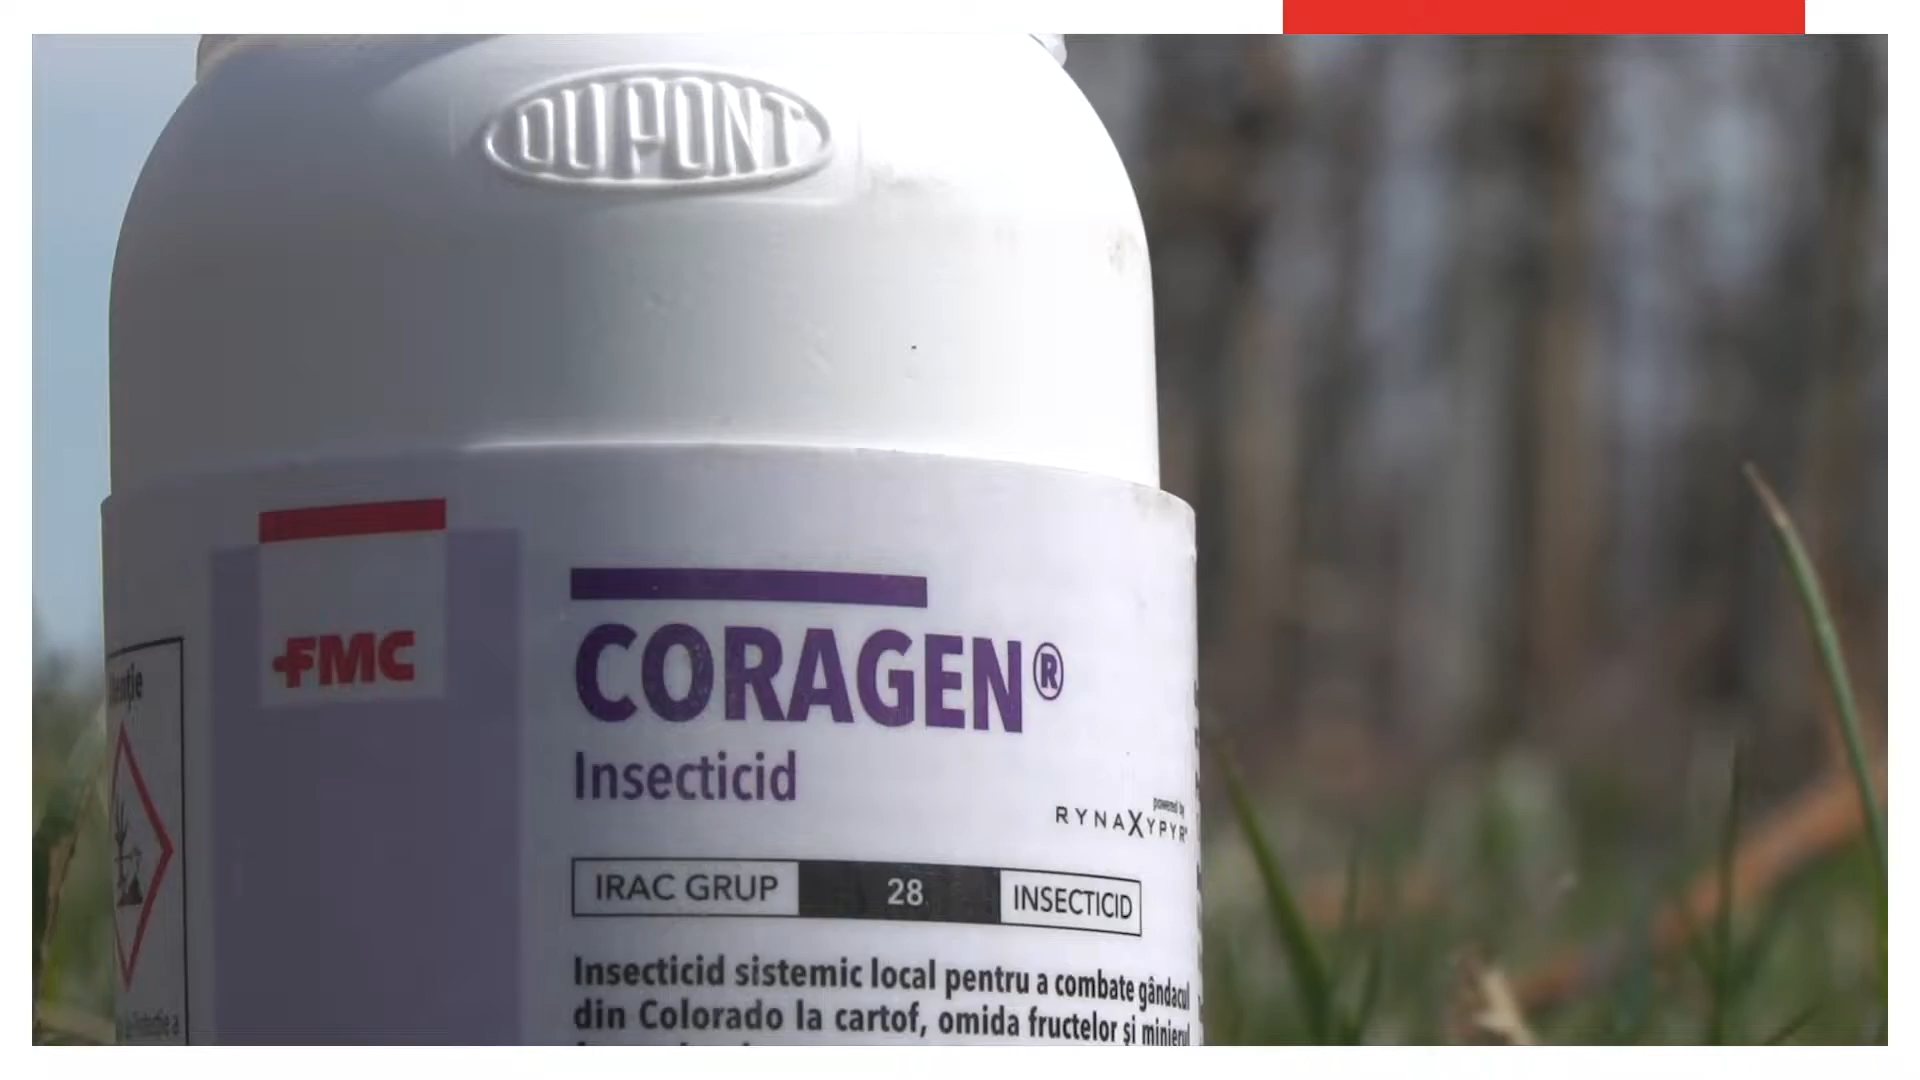 DUPONT
FMC
CORAGEN®
Insecticid
powered by
RYNAXYPYR®
IRAC GRUP 28 INSECTICID
Insecticid sistemic local pentru a combate gândacul
din Colorado la cartof, omida fructelor și minierul